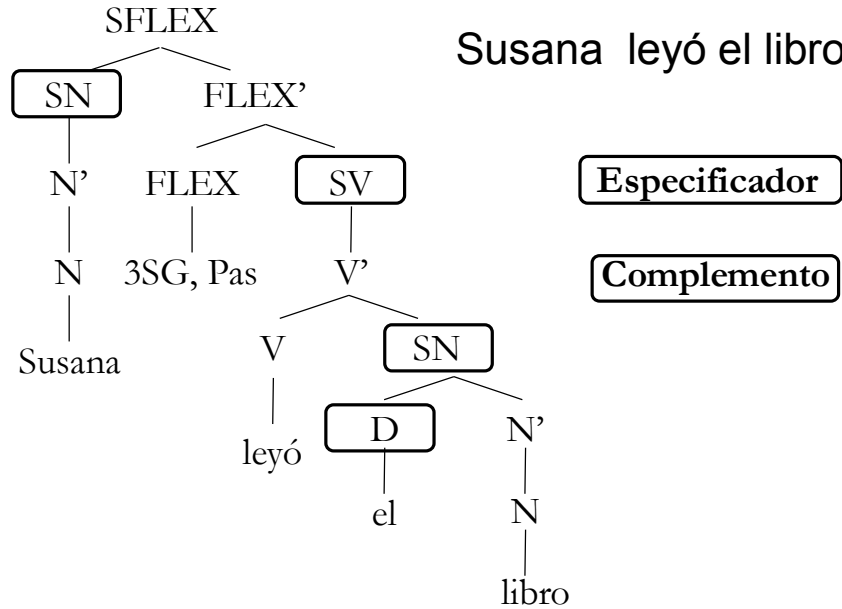 SFLEX
Susana leyó el libro
SN FLEX’
N’ FLEX SV
Especificador
N 3SG, Pas V’
Complemento
Susana V SN
leyó D N’
el N
libro